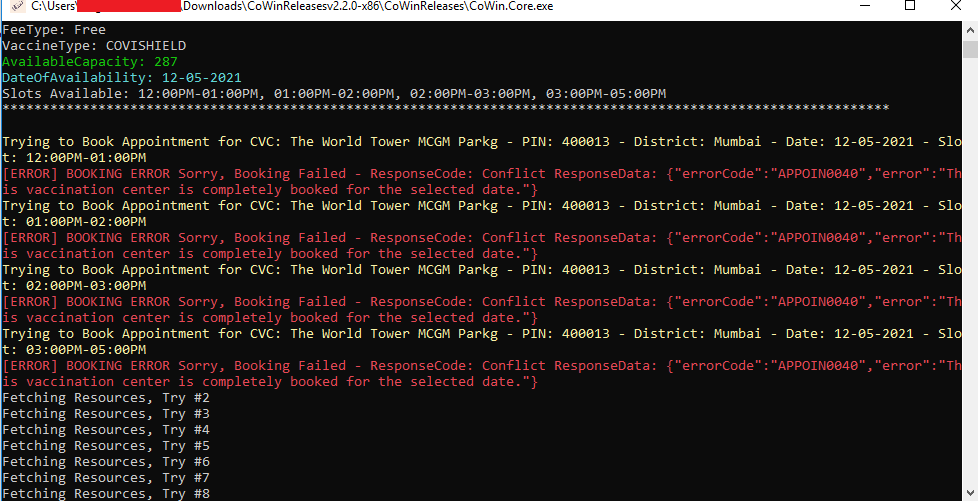 C:\Users\ .Downloads\CoWinReleasesv2.2.0-x86\CoWinReleases\CoWin.Core.exe
FeeType: Free
VaccineType: COVISHIELD
AvailableCapacity: 287
DateOfAvailability: 12-05-2021
Slots Available: 12:00PM-01:00PM, 01:00PM-02:00PM, 02:00PM-03:00PM, 03:00PM-05:00PM
***************************************************************************************************************
Trying to Book Appointment for CVC: The World Tower MCGM Parkg - PIN: 400013 - District: Mumbai - Date: 12-05-2021 - Slo
t: 12:00PM-01:00PM
[ERROR] BOOKING ERROR Sorry, Booking Failed - ResponseCode: Conflict ResponseData: {"errorCode":"APPOIN0040","error":"Th
is vaccination center is completely booked for the selected date."}
Trying to Book Appointment for CVC: The World Tower MCGM Parkg - PIN: 400013 - District: Mumbai - Date: 12-05-2021 - Slo
t: 01:00PM-02:00PM
[ERROR] BOOKING ERROR Sorry, Booking Failed - ResponseCode: Conflict ResponseData: {"errorCode":"APPOIN0040","error":"Th
is vaccination center is completely booked for the selected date."}
Trying to Book Appointment for CVC: The World Tower MCGM Parkg - PIN: 400013 - District: Mumbai - Date: 12-05-2021 - Slo
t: 02:00PM-03:00PM
[ERROR] BOOKING ERROR Sorry, Booking Failed - ResponseCode: Conflict ResponseData: {"errorCode":"APPOIN0040","error":"Th
is vaccination center is completely booked for the selected date."}
Trying to Book Appointment for CVC: The World Tower MCGM Parkg - PIN: 400013 - District: Mumbai - Date: 12-05-2021 - Slo
t: 03:00PM-05:00PM
[ERROR] BOOKING ERROR Sorry, Booking Failed - ResponseCode: Conflict ResponseData: {"errorCode":"APPOIN0040","error":"Th
is vaccination center is completely booked for the selected date."}
Fetching Resources, Try #2
Fetching Resources, Try #3
Fetching Resources, Try #4
Fetching Resources, Try #5
Fetching Resources, Try #6
Fetching Resources, Try #7
Fetching Resources, Try #8